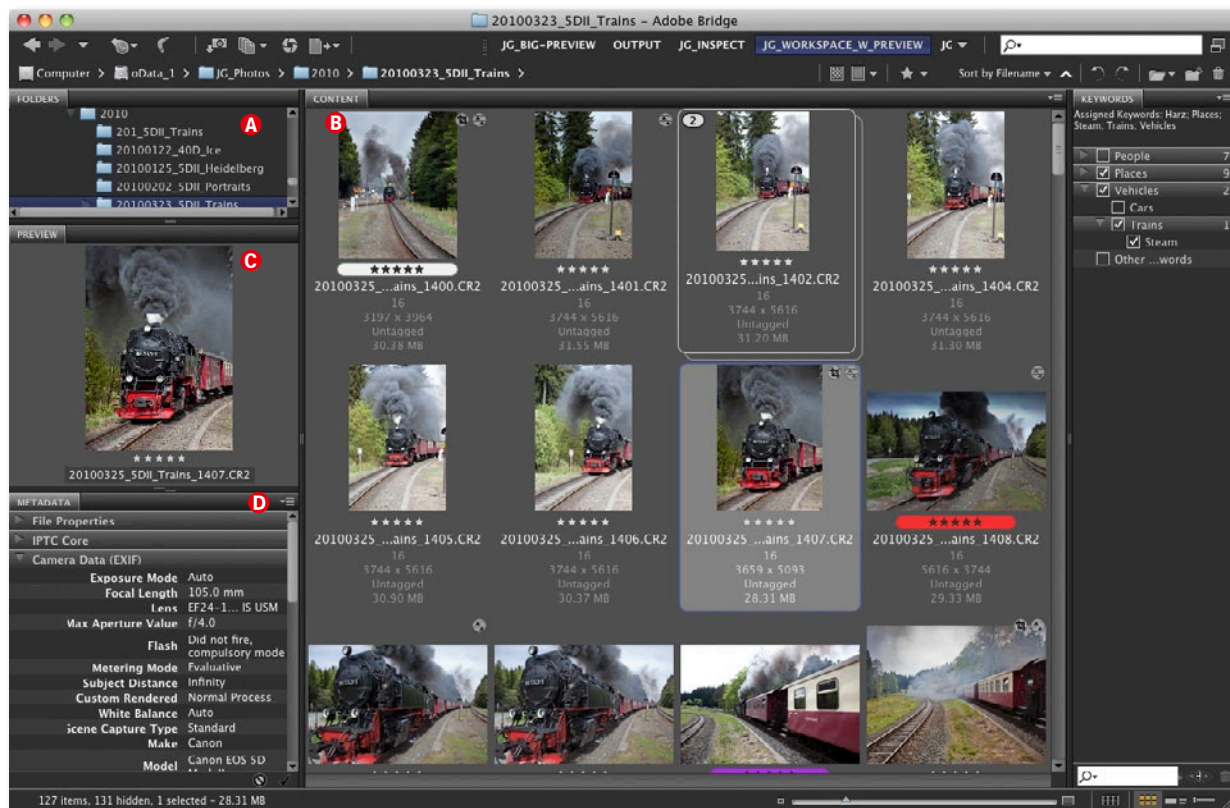 20100323_5DII_Trains – Adobe Bridge
JG_BIG-PREVIEW OUTPUT JG_INSPECT JG_WORKSPACE_W_PREVIEW JG
Computer > 0Data_1 > JG_Photos > 2010 > 20100323_5DII_Trains >
Sort by Filename
FOLDERS
2010
201_5DII_Trains
20100122_40D_Ice
20100125_5DII_Heidelberg
20100202_5DII_Portraits
20100323_5DII_Trains
A
PREVIEW
C
20100325_5DII_Trains_1407.CR2
METADATA
D
File Properties
IPTC Core
Camera Data (EXIF)
Exposure Mode Auto
Focal Length 105.0 mm
Lens EF24-1... IS USM
Max Aperture Value f/4.0
Flash Did not fire, compulsory mode
Metering Mode Evaluative
Subject Distance Infinity
Custom Rendered Normal Process
White Balance Auto
Scene Capture Type Standard
Make Canon
Model Canon EOS 5D
CONTENT
B
2
20100325_...ains_1400.CR2
16
3197 x 3964
Untagged
30.38 MB
20100325_...ains_1401.CR2
16
3744 x 5616
Untagged
31.55 MB
20100325...ins_1402.CR2
16
3744 x 5616
Untagged
31.20 MB
20100325_...ains_1404.CR2
16
3744 x 5616
Untagged
31.30 MB
20100325_...ains_1405.CR2
16
3744 x 5616
Untagged
30.90 MB
20100325_...ains_1406.CR2
16
3744 x 5616
Untagged
30.37 MB
20100325_...ains_1407.CR2
16
3659 x 5093
Untagged
28.31 MB
20100325_...ains_1408.CR2
16
5616 x 3744
Untagged
29.33 MB
KEYWORDS
Assigned Keywords: Harz; Places;
Steam, Trains, Vehicles
People 7
Places 9
Vehicles 2
Cars
Trains 1
Steam
Other ...words
127 items, 131 hidden, 1 selected – 28.31 MB